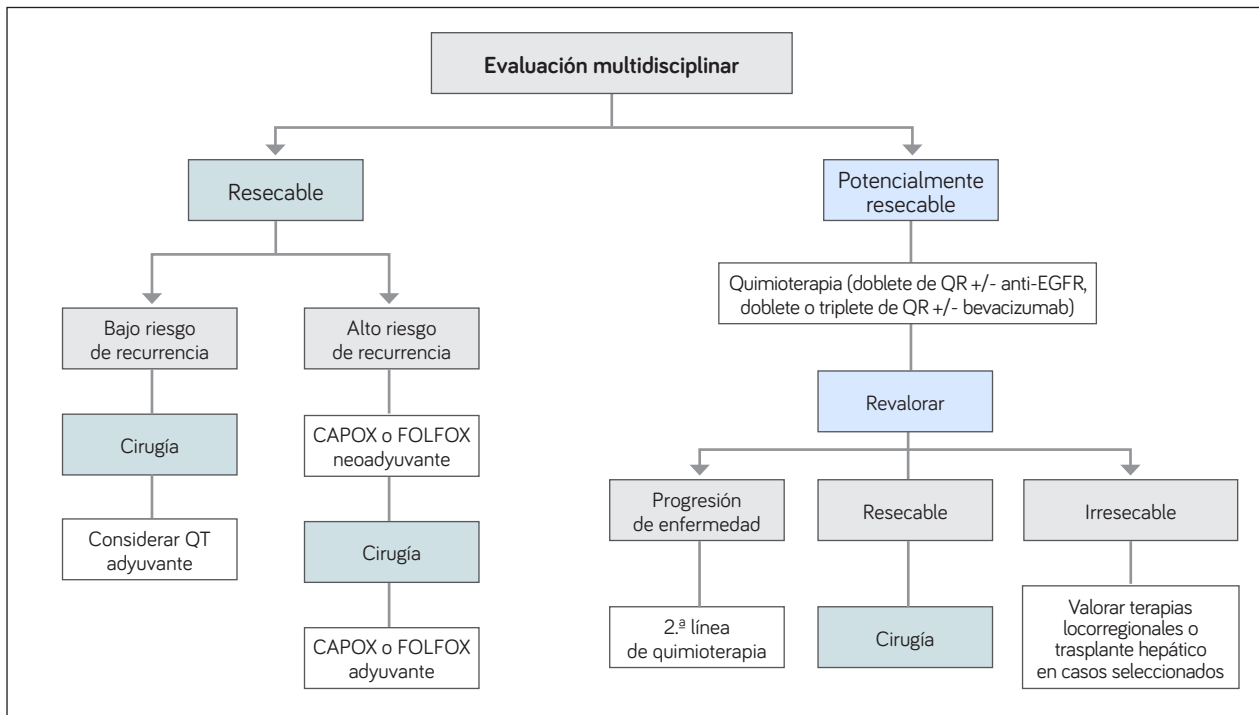 Evaluación multidisciplinar
Resecable
Potencialmente
resecable
Quimioterapia (doblete de QR +/- anti-EGFR,
doblete o triplete de QR +/- bevacizumab)
Bajo riesgo
de recurrencia
Alto riesgo
de recurrencia
Revalorar
Cirugía
CAPOX o FOLFOX
neoadyuvante
Progresión
de enfermedad
Resecable
Irresecable
Considerar QT
adyuvante
Cirugía
CAPOX o FOLFOX
adyuvante
2.ª línea
de quimioterapia
Cirugía
Valorar terapias
locorregionales o
trasplante hepático
en casos seleccionados